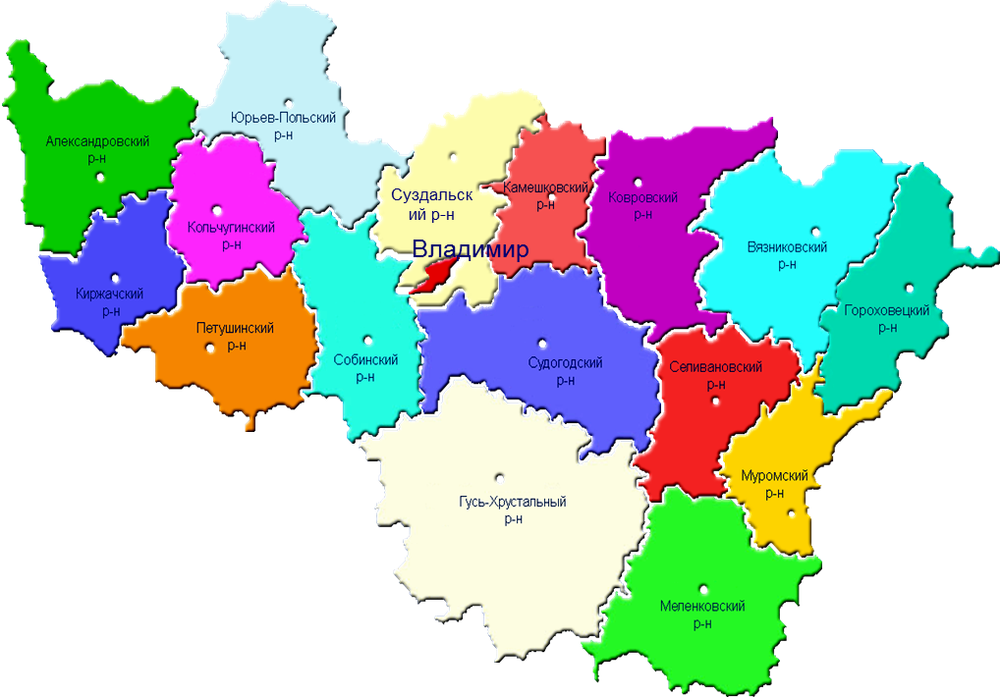 Юрьев-Польский
р-н
Александровский
р-н
Суздальск
ий р-н
Камешковский
р-н
Ковровский
р-н
Кольчугинский
р-н
Владимир
Вязниковский
р-н
Киржачский
р-н
Гороховецкий
р-н
Петушинский
р-н
Собинский
р-н
Судогодский
р-н
Селивановский
р-н
Муромский
р-н
Гусь-Хрустальный
р-н
Меленковский
р-н